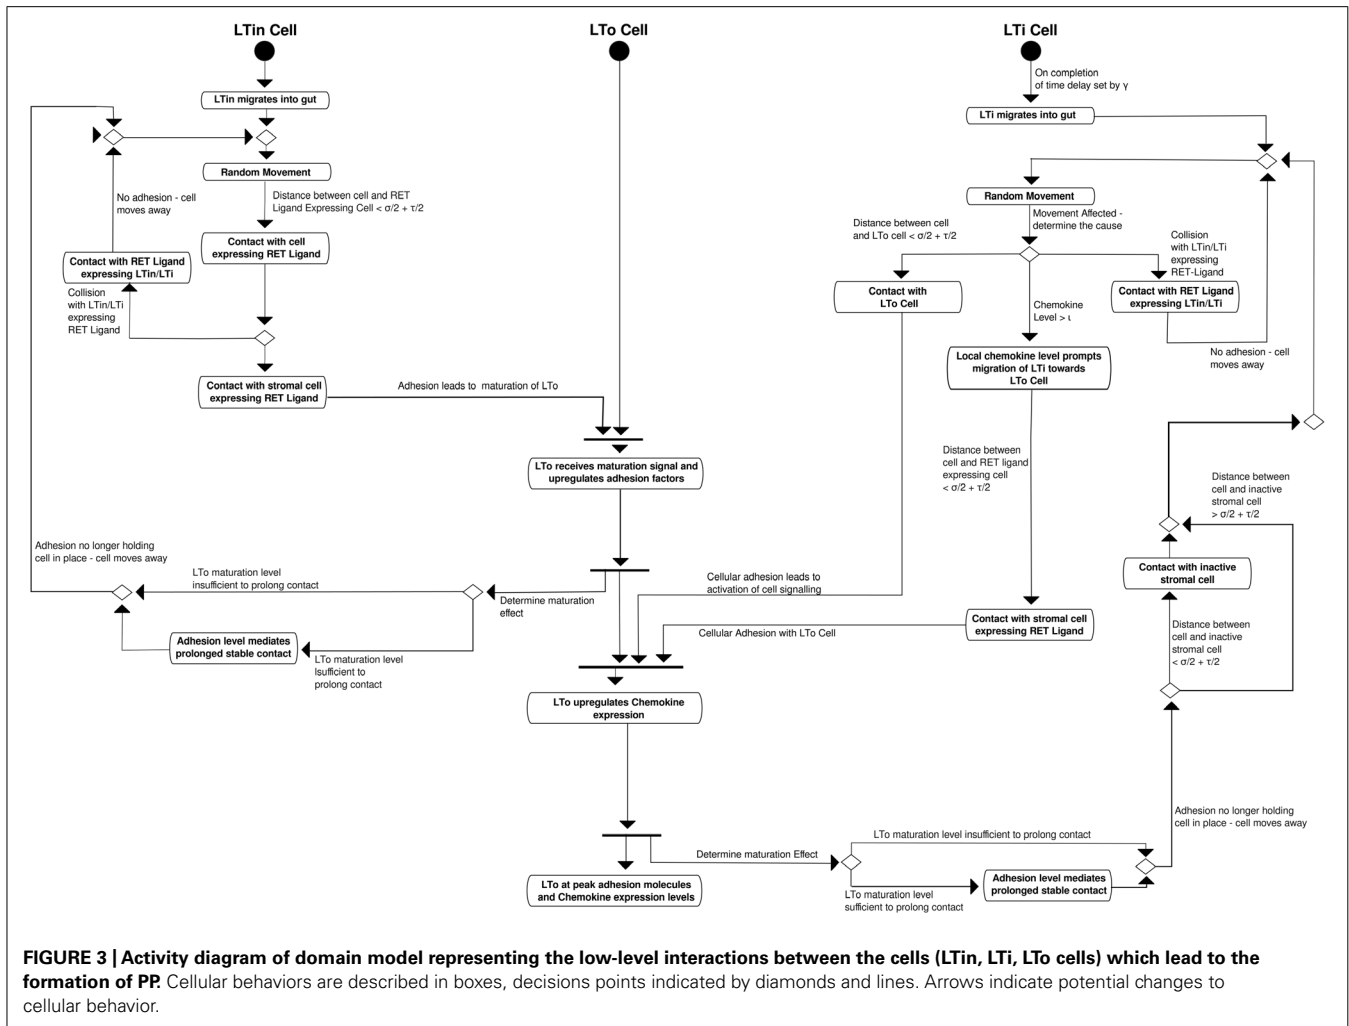 LTin Cell
LTo Cell
LTi Cell
On completion
of time delay set by γ
LTin migrates into gut
LTi migrates into gut
Random Movement
No adhesion - cell
moves away
Distance between cell and RET
Ligand Expressing Cell < σ/2 + τ/2
Random Movement
Movement Affected -
determine the cause
Distance between cell
and LTo cell < σ/2 + τ/2
Contact with cell
expressing RET Ligand
Contact with RET Ligand
expressing LTin/LTi
Collision
with LTin/LTi
expressing
RET-Ligand
Collision
with LTin/LTi
expressing
RET Ligand
Contact with
LTo Cell
Chemokine
Level > ι
Contact with RET Ligand
expressing LTin/LTi
No adhesion - cell
moves away
Local chemokine level prompts
migration of LTi towards
LTo Cell
Contact with stromal cell
expressing RET Ligand
Adhesion leads to maturation of LTo
LTo receives maturation signal and
upregulates adhesion factors
Distance between
cell and RET ligand
expressing cell
< σ/2 + τ/2
Distance between
cell and inactive
stromal cell
> σ/2 + τ/2
Adhesion no longer holding
cell in place - cell moves away
LTo maturation level
insufficient to prolong contact
Determine maturation
effect
Cellular adhesion leads to
activation of cell signalling
Contact with inactive
stromal cell
Adhesion level mediates
prolonged stable contact
LTo maturation level
lsufficient to
prolong contact
Cellular Adhesion with LTo Cell
Contact with stromal cell
expressing RET Ligand
Distance between
cell and inactive
stromal cell
< σ/2 + τ/2
LTo upregulates Chemokine
expression
Adhesion no longer holding
cell in place - cell moves away
Determine maturation Effect
LTo maturation level insufficient to prolong contact
LTo at peak adhesion molecules
and Chemokine expression levels
LTo maturation level
sufficient to prolong contact
Adhesion level mediates
prolonged stable contact
FIGURE 3 | Activity diagram of domain model representing the low-level interactions between the cells (LTin, LTi, LTo cells) which lead to the
formation of PP. Cellular behaviors are described in boxes, decisions points indicated by diamonds and lines. Arrows indicate potential changes to
cellular behavior.